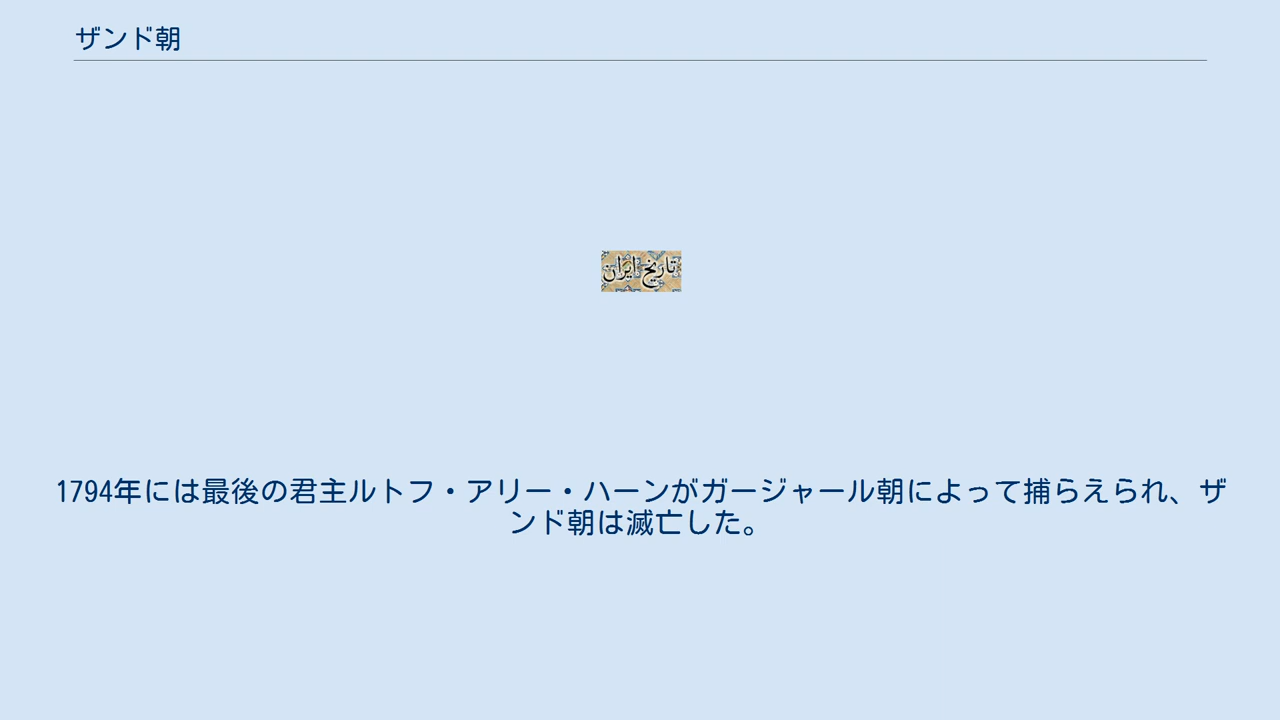 ザンド朝
تاریخ ایران
1794年には最後の君主ルトフ・アリー・ハーンがガージャール朝によって捕らえられ、ザ
ンド朝は滅亡した。